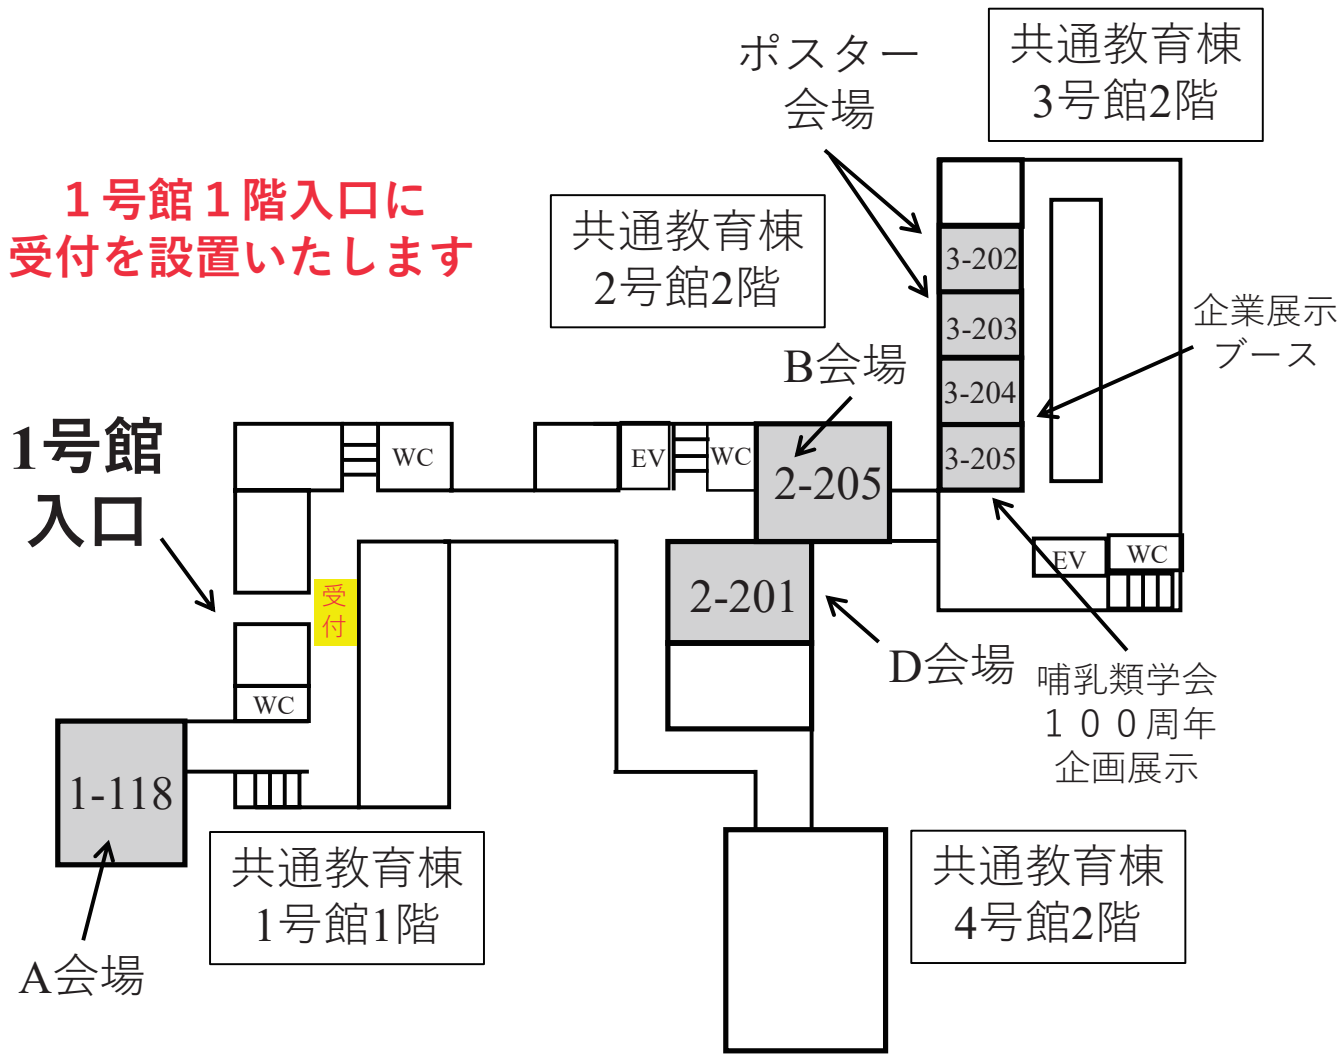 ポスター
会場
共通教育棟
3号館2階
１号館１階入口に
受付を設置いたします
共通教育棟
2号館2階
3-202
3-203
3-204
3-205
企業展示
ブース
B会場
1号館
入口
WC
EV
WC
2-205
受
付
2-201
EV
WC
D会場
哺乳類学会
１００周年
企画展示
WC
1-118
共通教育棟
1号館1階
共通教育棟
4号館2階
A会場